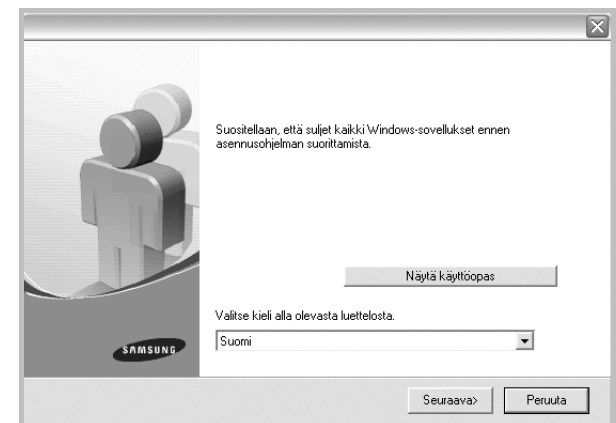 Suositellaan, että suljet kaikki Windows-sovellukset ennen
asennusohjelman suorittamista.
Näytä käyttöopas
Valitse kieli alla olevasta luettelosta.
Suomi
SAMSUNG
Seuraava>
Peruuta